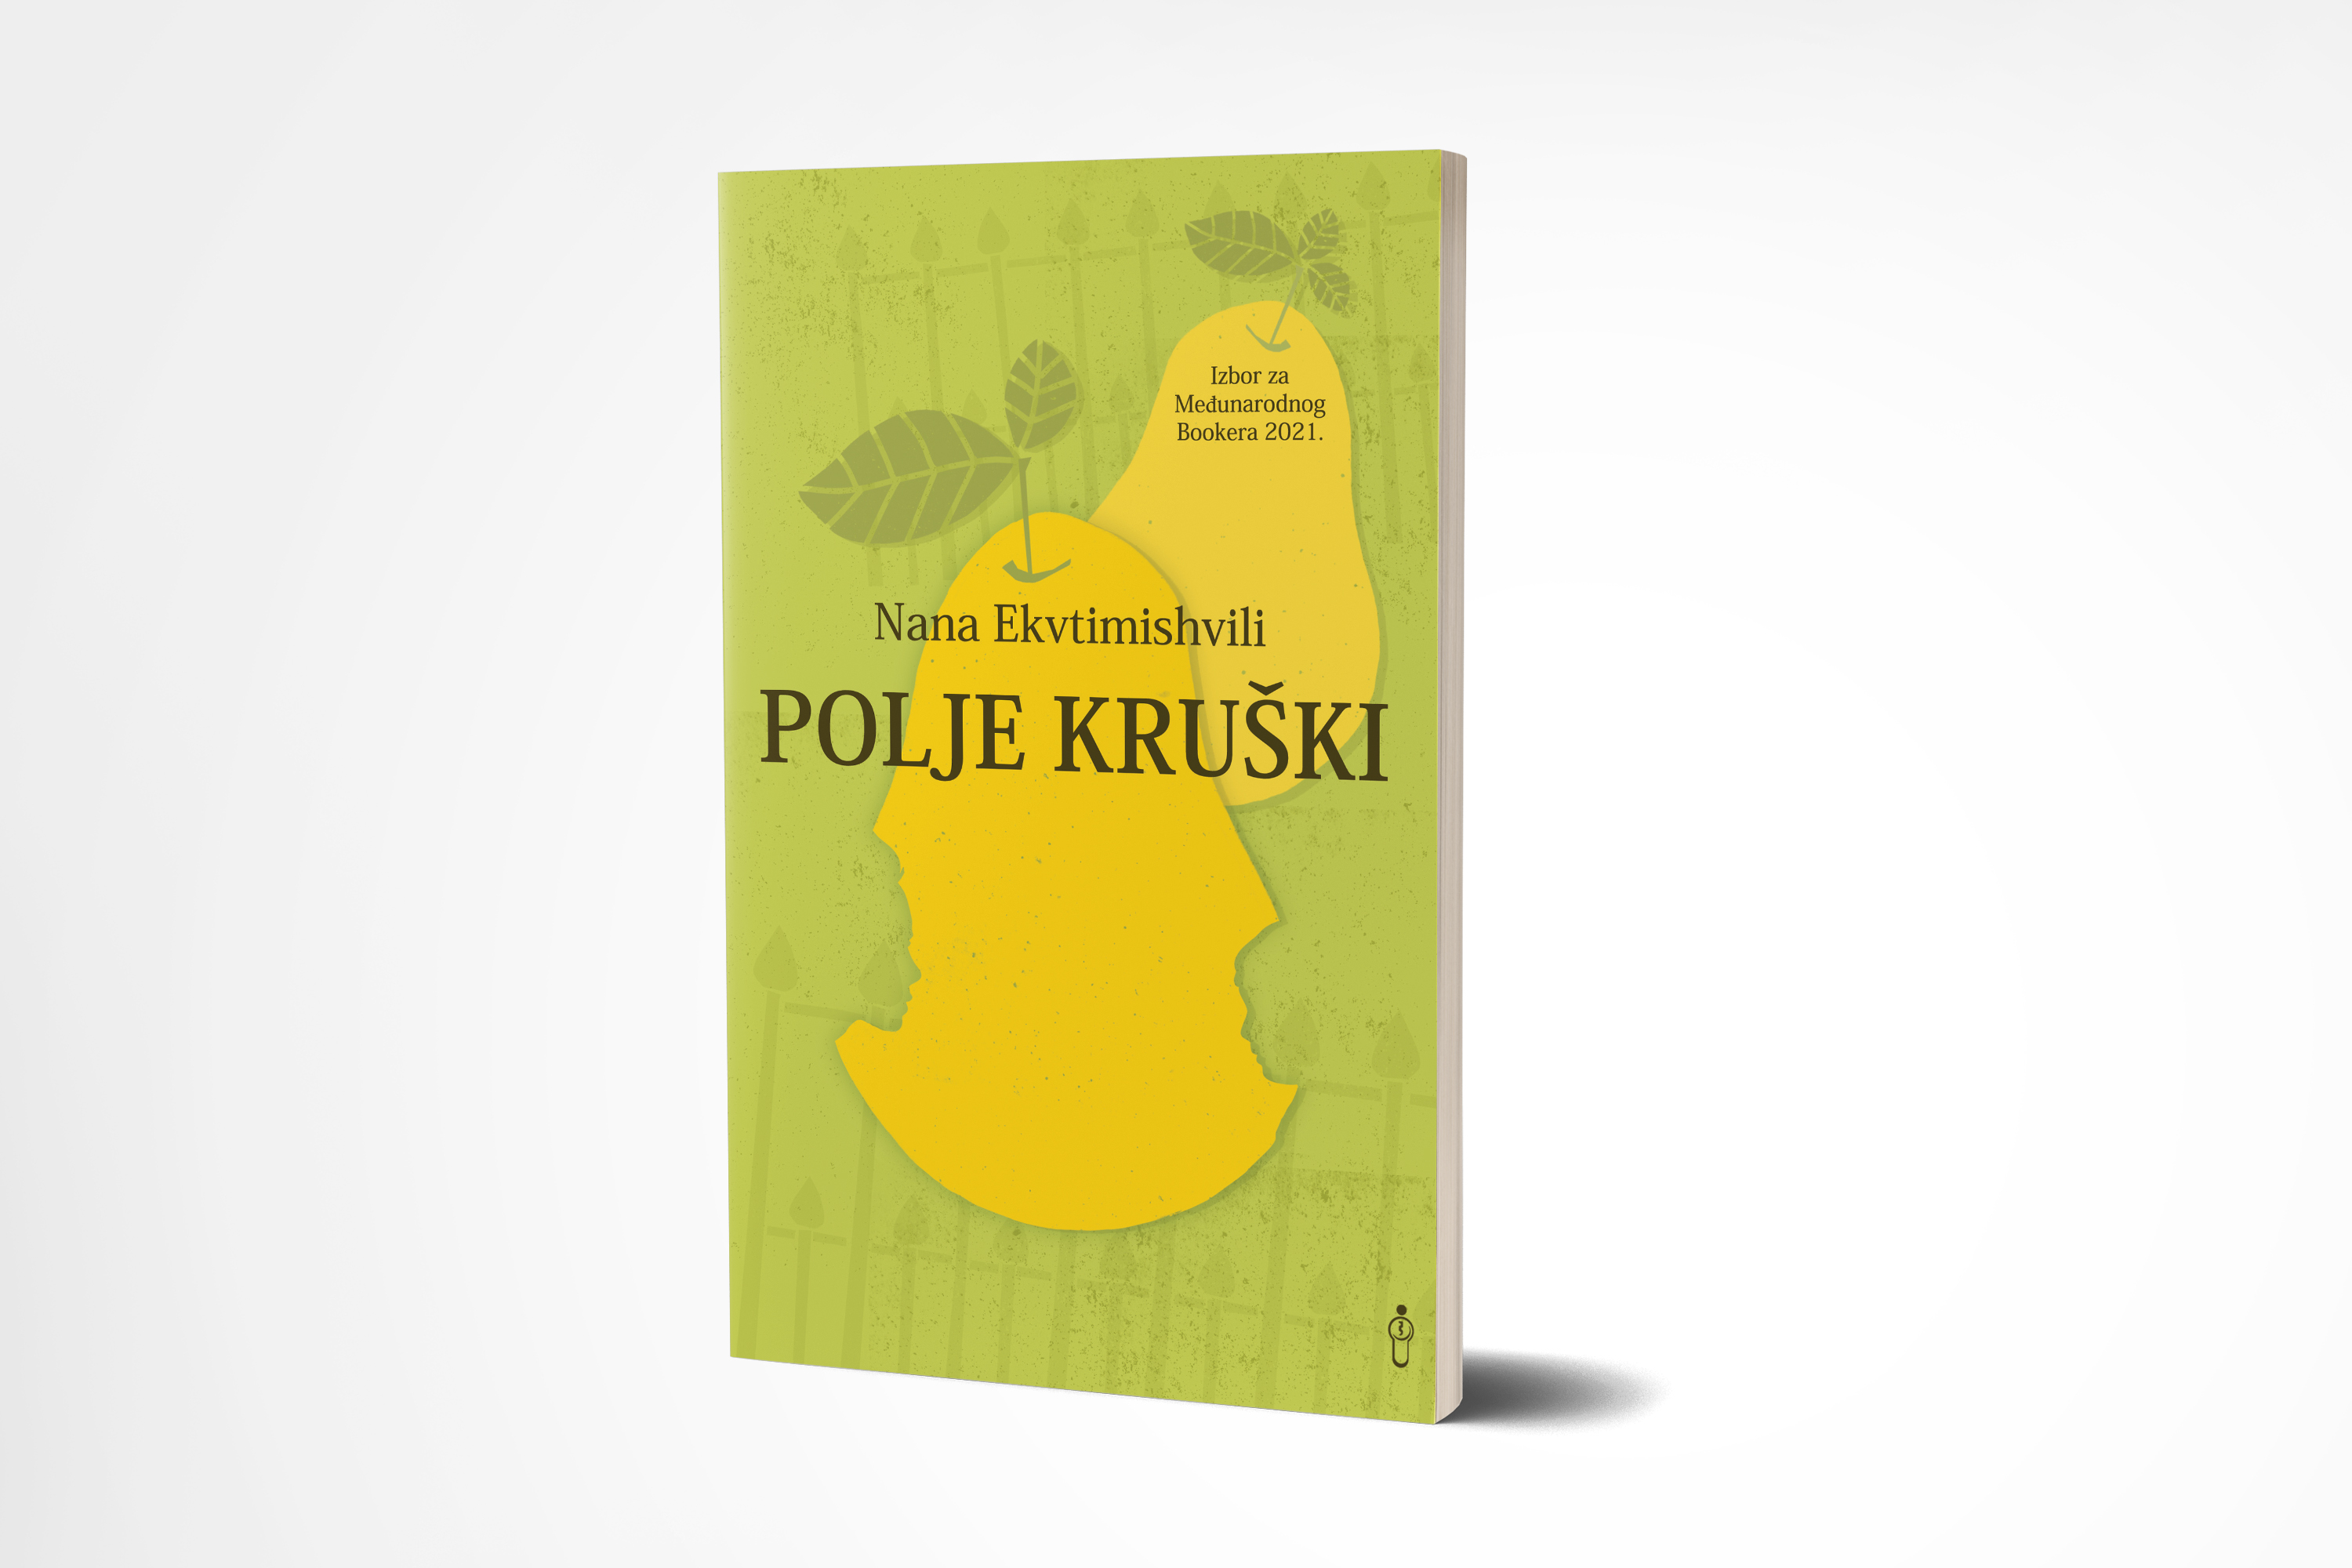 Izbor za
Međunarodnog
Bookera 2021.
Nana Ekvtimishvili
POLJE KRUŠKI